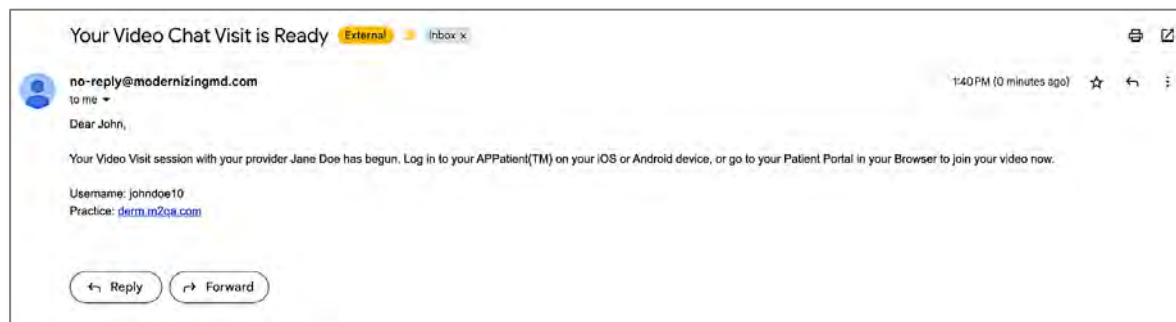 Your Video Chat Visit is Ready External Inbox x
no-reply@modernizingmd.com 1:40 PM (0 minutes ago)
to me
Dear John,
Your Video Visit session with your provider Jane Doe has begun. Log in to your APPatient(TM) on your iOS or Android device, or go to your Patient Portal in your Browser to join your video now.
Username: johndoe10
Practice: derm.m2qa.com
Reply Forward